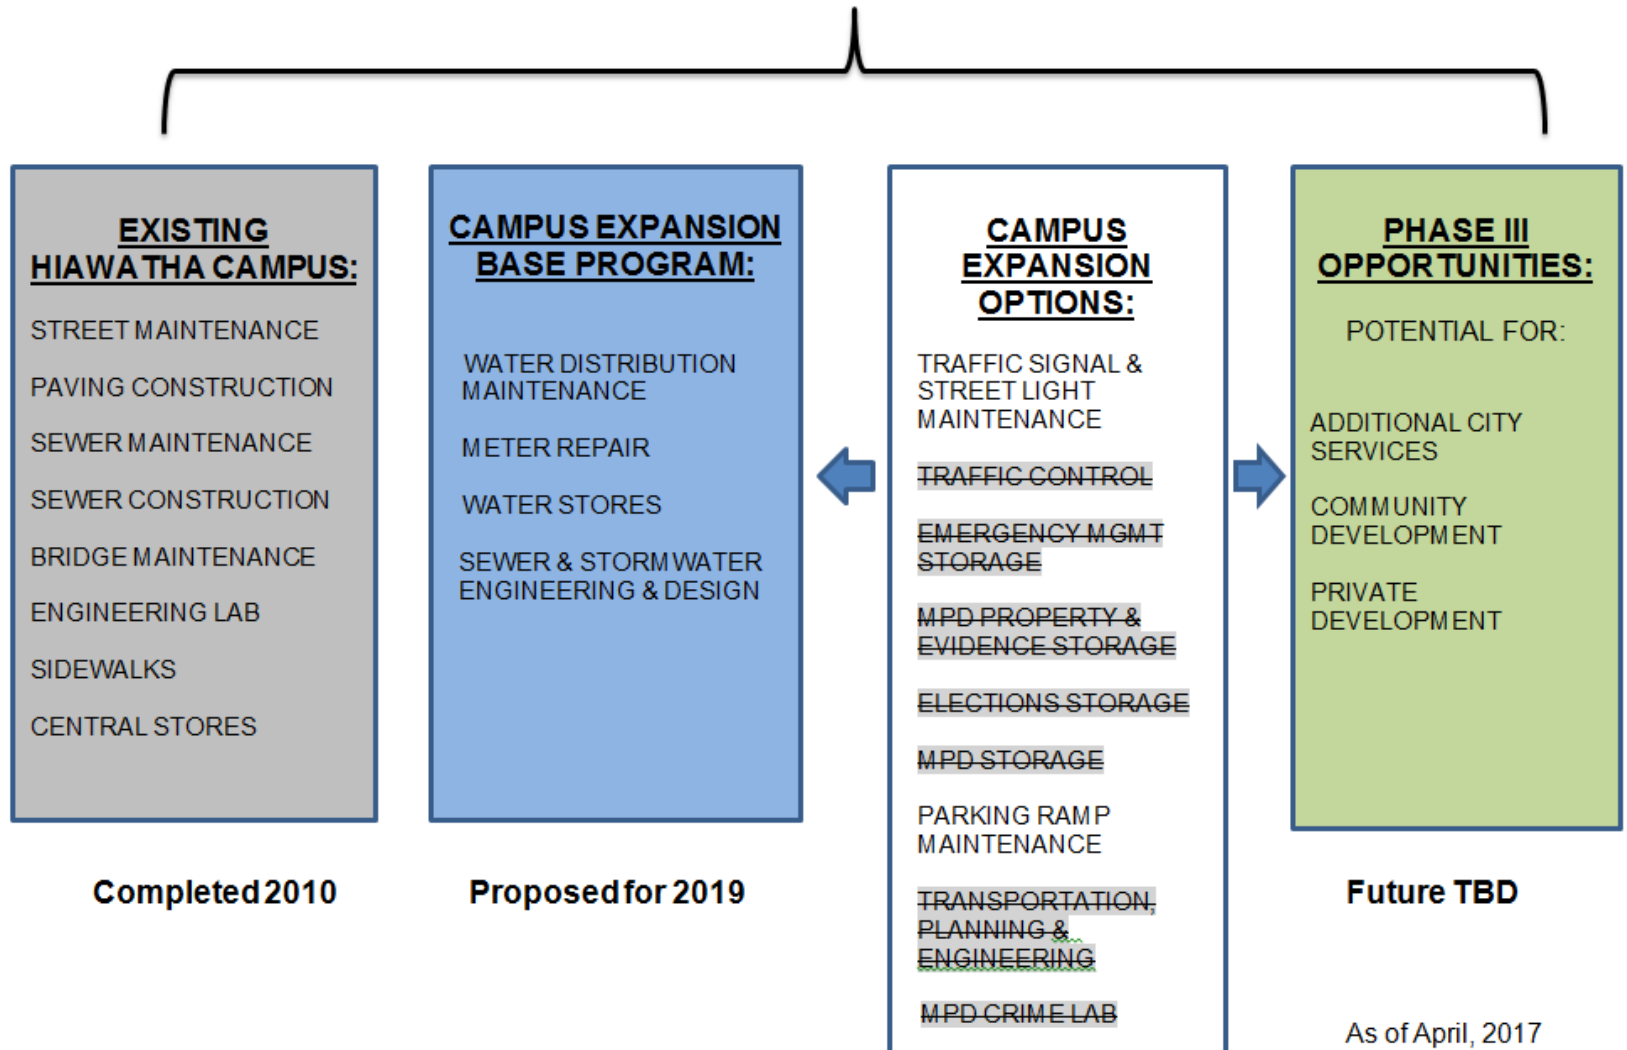 EXISTING
HIAWATHA CAMPUS:
STREET MAINTENANCE
PAVING CONSTRUCTION
SEWER MAINTENANCE
SEWER CONSTRUCTION
BRIDGE MAINTENANCE
ENGINEERING LAB
SIDEWALKS
CENTRAL STORES
Completed 2010
CAMPUS EXPANSION
BASE PROGRAM:
WATER DISTRIBUTION
MAINTENANCE
METER REPAIR
WATER STORES
SEWER & STORMWATER
ENGINEERING & DESIGN
Proposed for 2019
CAMPUS
EXPANSION
OPTIONS:
TRAFFIC SIGNAL &
STREET LIGHT
MAINTENANCE
TRAFFIC CONTROL
EMERGENCY MGMT
STORAGE
MPD PROPERTY &
EVIDENCE STORAGE
ELECTIONS STORAGE
MPD STORAGE
PARKING RAMP
MAINTENANCE
TRANSPORTATION,
PLANNING &
ENGINEERING
MPD CRIME LAB
PHASE III
OPPORTUNITIES:
POTENTIAL FOR:
ADDITIONAL CITY
SERVICES
COMMUNITY
DEVELOPMENT
PRIVATE
DEVELOPMENT
Future TBD
As of April, 2017